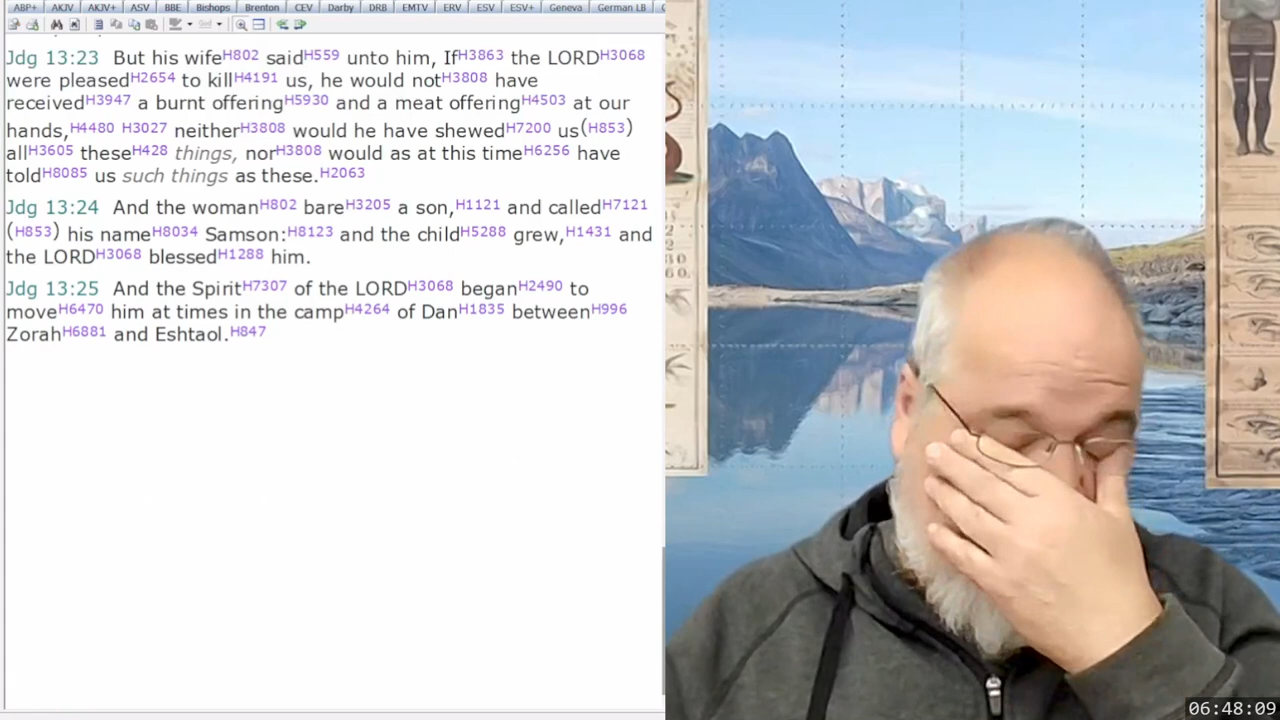 ABP+ AKJV AKJV+ ASV BBE Bishops Brenton CEV Darby DRB EMTV ERV ESV ESV+ Geneva German LB
Jdg 13:23 But his wifeH802 saidH559 unto him, IfH3863 the LORDH3068
were pleasedH2654 to killH4191 us, he would notH3808 have
receivedH3947 a burnt offeringH5930 and a meat offeringH4503 at our
hands,H4480 H3027 neitherH3808 would he have shewedH7200 us(H853)
allH3605 theseH428 things, norH3808 would as at this timeH6256 have
toldH8085 us such things as these.H2063
Jdg 13:24 And the womanH802 bareH3205 a son,H1121 and calledH7121
(H853) his nameH8034 Samson:H8123 and the childH5288 grew,H1431 and
the LORDH3068 blessedH1288 him.
Jdg 13:25 And the SpiritH7307 of the LORDH3068 beganH2490 to
moveH6470 him at times in the campH4264 of DanH1835 betweenH996
ZorahH6881 and Eshtaol.H847
06:48:09